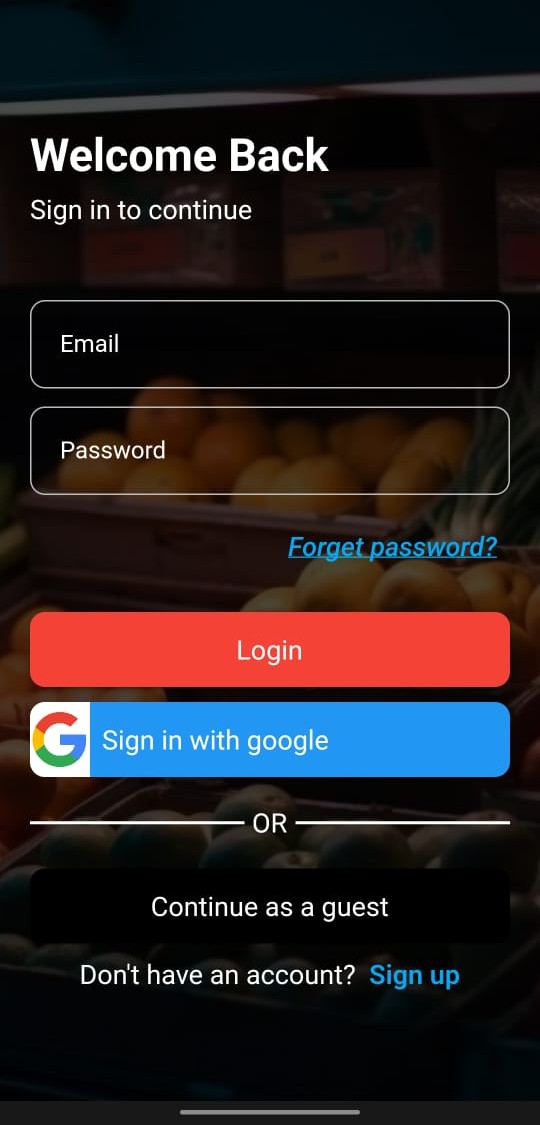 Welcome Back
Sign in to continue
Email
Password
Forget password?
Login
Sign in with google
OR
Continue as a guest
Don't have an account? Sign up